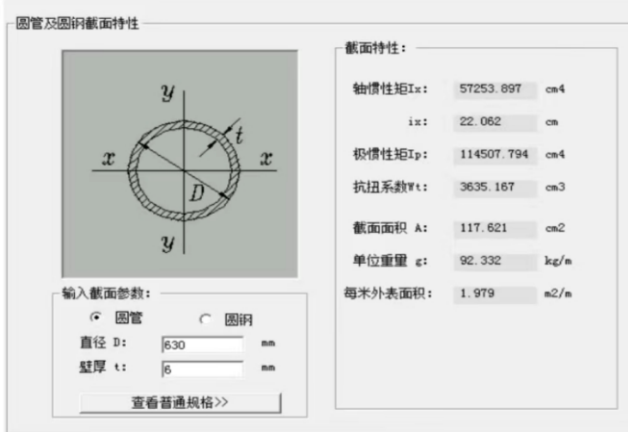 圆管及圆钢截面特性
y
t
x
x
D
y
输入截面参数:
圆管
圆钢
直径 D: 630 mm
壁厚 t: 6 mm
查看普通规格>>
截面特性:
轴惯性矩Ix: 57253.897 cm4
ix: 22.062 cm
极惯性矩Ip: 114507.794 cm4
抗扭系数Wt: 3635.167 cm3
截面面积 A: 117.621 cm2
单位重量 g: 92.332 kg/m
每米外表面积: 1.979 m2/m